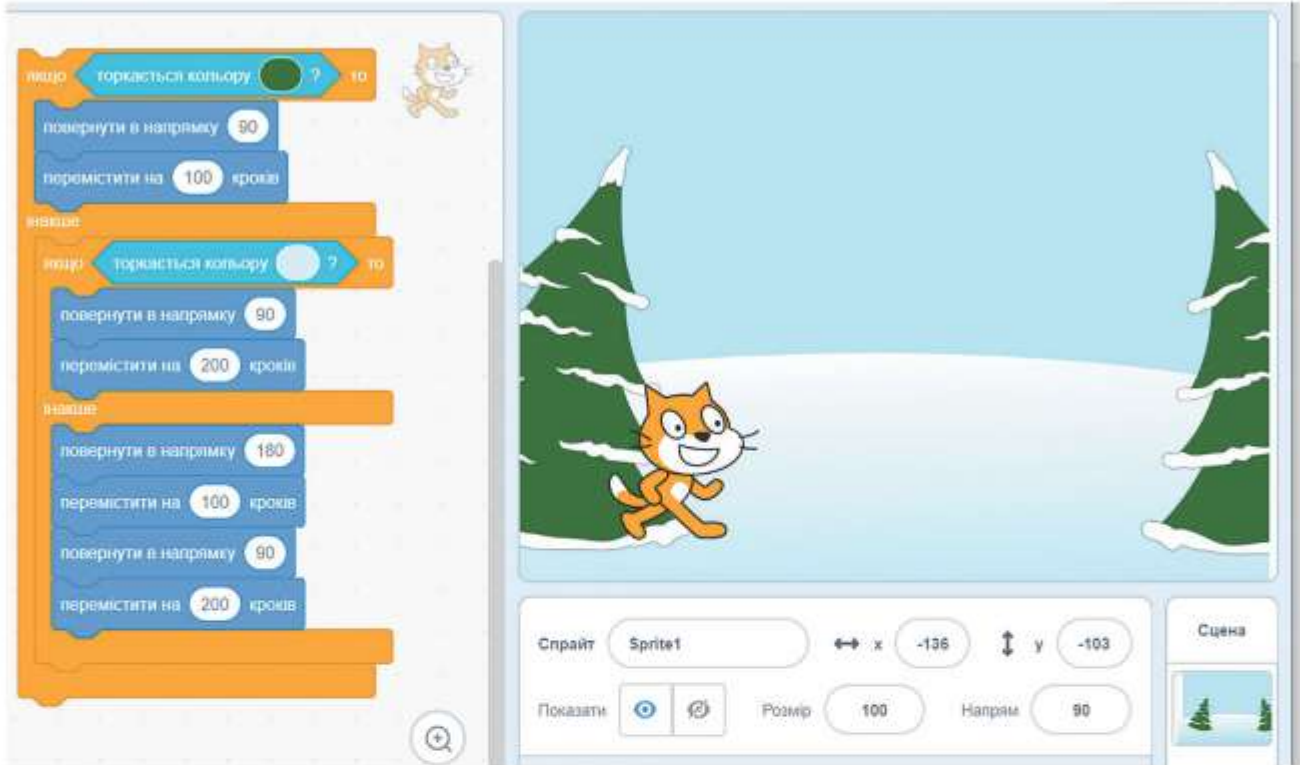 якщо торкається кольору ? то
повернути в напрямку 90
перемістити на 100 кроків
інакше
якщо торкається кольору ? то
повернути в напрямку 90
перемістити на 200 кроків
інакше
повернути в напрямку 180
перемістити на 100 кроків
повернути в напрямку 90
перемістити на 200 кроків
Спрайт Sprite1 x -136 y -103
Показати Розмір 100 Напрям 90
Сцена